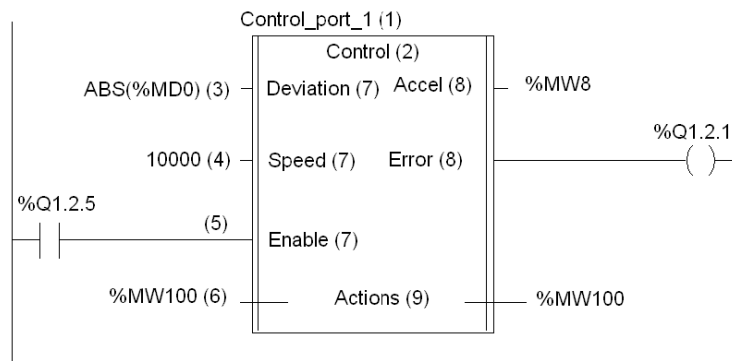 Control_port_1 (1)
Control (2)
ABS(%MD0) (3) Deviation (7) Accel (8) %MW8
%Q1.2.1
10000 (4) Speed (7) Error (8)
%Q1.2.5
(5)
Enable (7)
%MW100 (6) Actions (9) %MW100